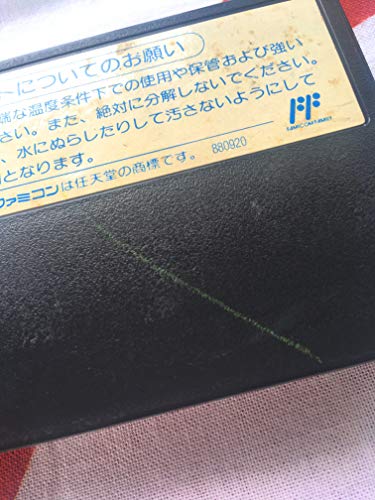 トについてのお願い
端な温度条件下での使用や保管および強い
さい。また、絶対に分解しないでください。
、水にぬらしたりして汚さないようにして
因となります。
ファミコンは任天堂の商標です。 880920